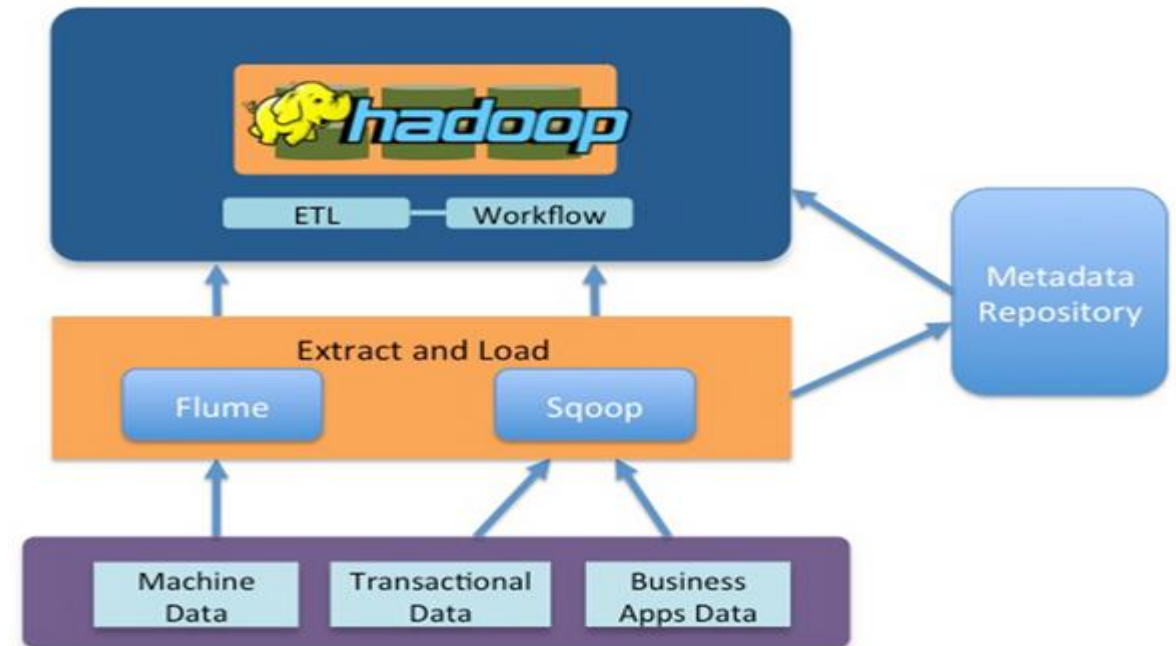 hadoop
ETL
Workflow
Metadata
Repository
Extract and Load
Flume
Sqoop
Machine
Data
Transactional
Data
Business
Apps Data